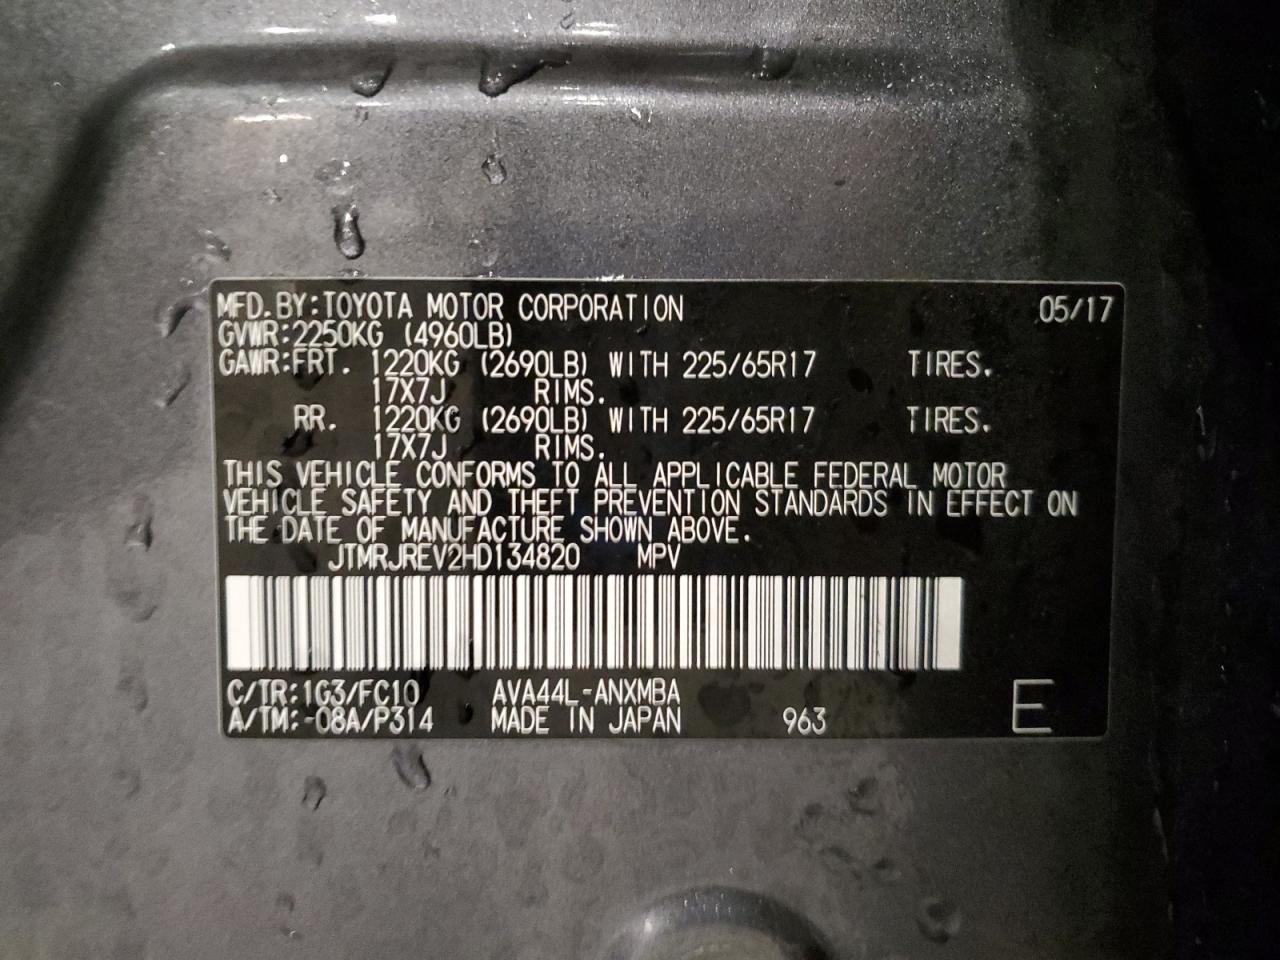 MFD.BY:TOYOTA MOTOR CORPORATION 05/17
GVWR:2250KG (4960LB)
GAWR:FRT. 1220KG (2690LB) WITH 225/65R17 TIRES.
17X7J RIMS.
RR. 1220KG (2690LB) WITH 225/65R17 TIRES.
17X7J RIMS.
THIS VEHICLE CONFORMS TO ALL APPLICABLE FEDERAL MOTOR
VEHICLE SAFETY AND THEFT PREVENTION STANDARDS IN EFFECT ON
THE DATE OF MANUFACTURE SHOWN ABOVE.
JTMRJREV2HD134820 MPV
C/TR:1G3/FC10 AVA44L-ANXMBA
A/TM:-08A/P314 MADE IN JAPAN 963 E